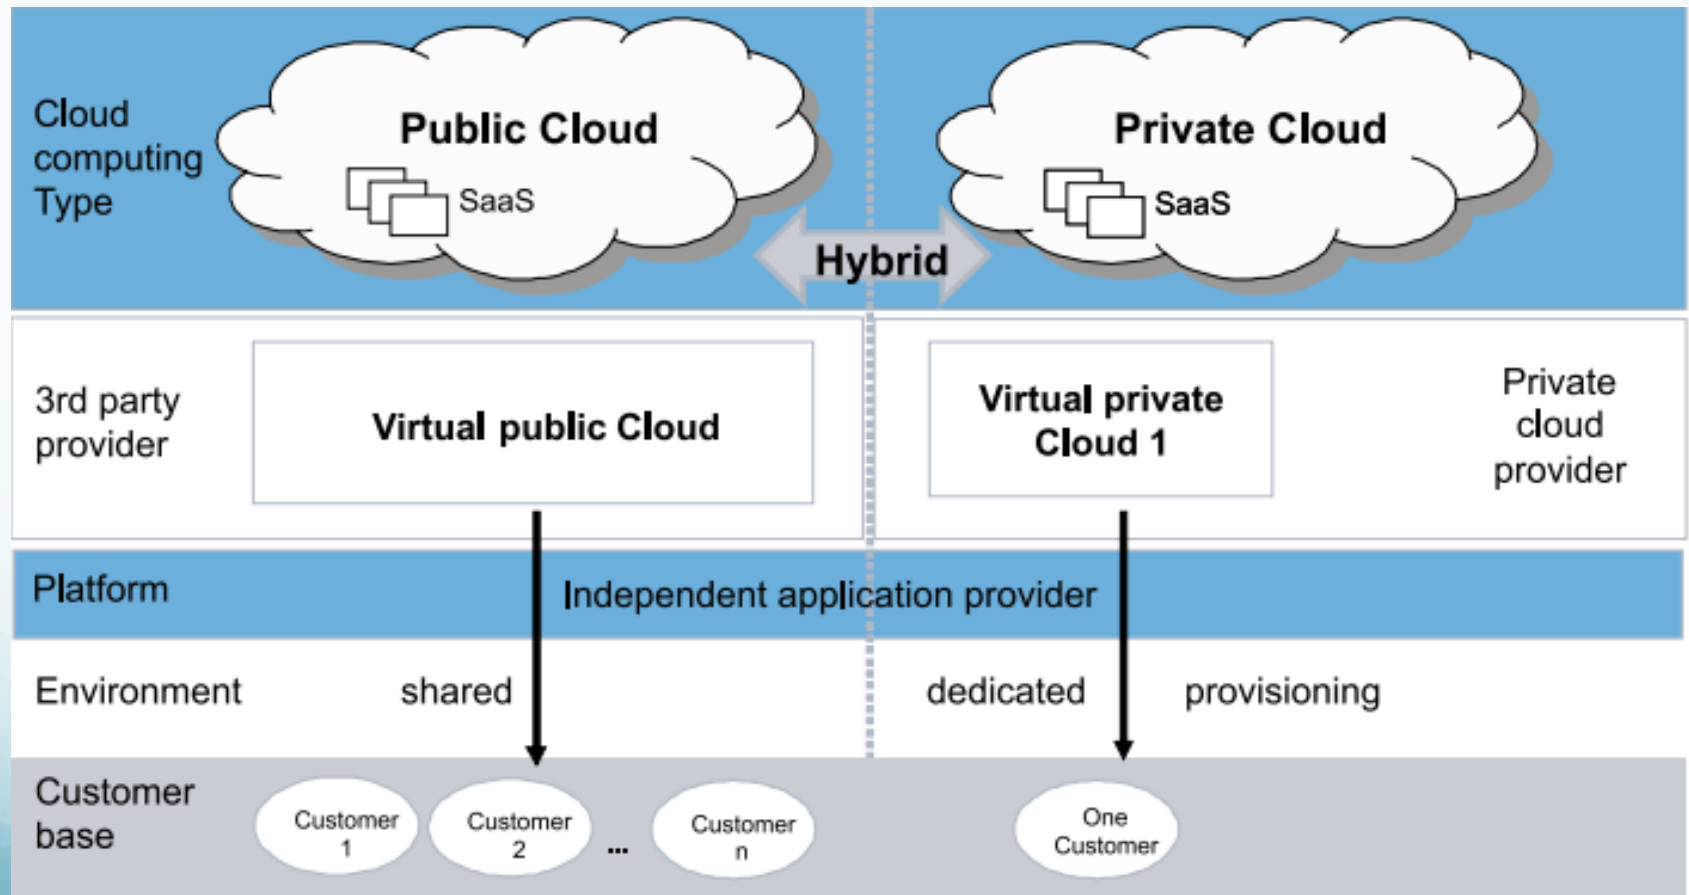 Cloud
computing
Type
Public Cloud
SaaS
Hybrid
Private Cloud
SaaS
3rd party
provider
Virtual public Cloud
Virtual private
Cloud 1
Private
cloud
provider
Platform
Independent application provider
Environment
shared
dedicated
provisioning
Customer
base
Customer
1
Customer
2
...
Customer
n
One
Customer